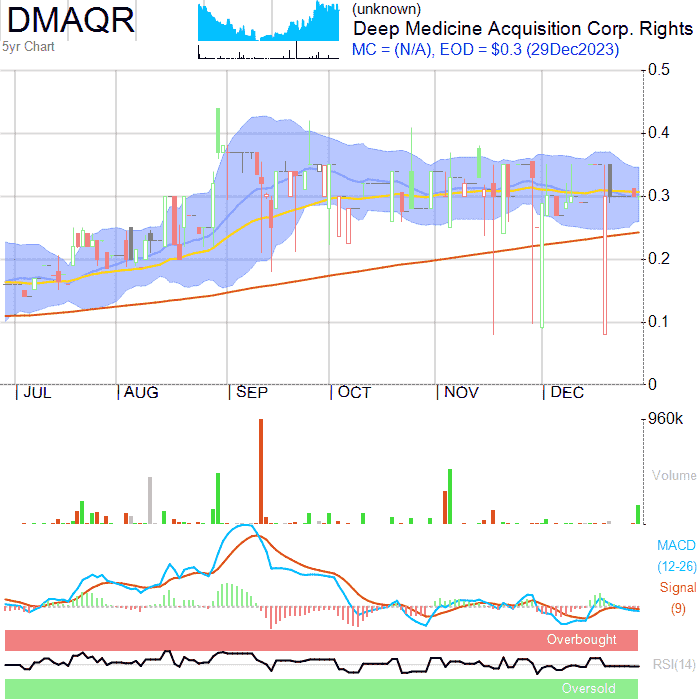 DMAQR
5yr Chart
(unknown)
Deep Medicine Acquisition Corp. Rights
MC = (N/A), EOD = $0.3 (29Dec2023)
0.5
0.4
0.3
0.2
0.1
0
JUL AUG SEP OCT NOV DEC
960k
Volume
MACD
(12-26)
Signal
(9)
Overbought
RSI(14)
Oversold